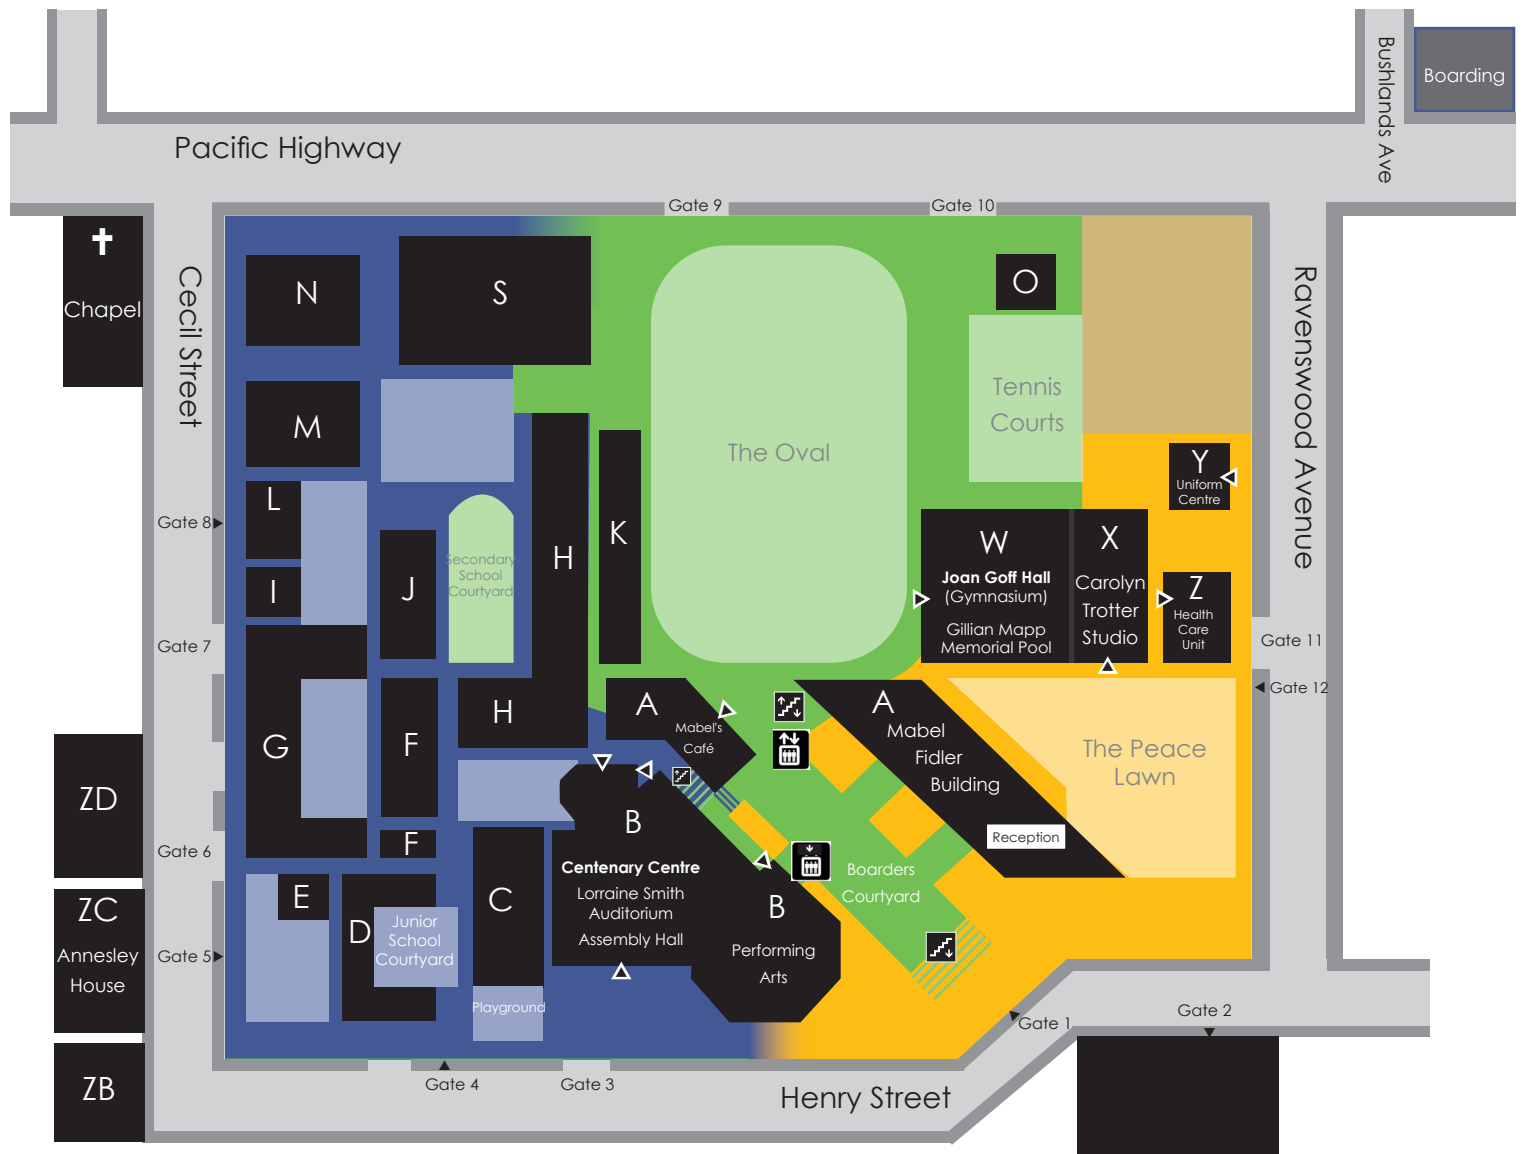 Bushlands Ave
Boarding
Pacific Highway
Gate 9
Gate 10
Chapel
Cecil Street
N
S
O
Ravenswood Avenue
Tennis
Courts
M
The Oval
Y
Uniform
Centre
L
Gate 8
K
H
Secondary
School
Courtyard
J
I
W
Joan Goff Hall
(Gymnasium)
Gillian Mapp
Memorial Pool
X
Carolyn
Trotter
Studio
Z
Health
Care
Unit
Gate 7
Gate 11
Gate 12
G
F
H
A
Mabel's
Café
A
Mabel
Fidler
Building
Reception
The Peace
Lawn
ZD
Gate 6
F
B
Centenary Centre
Lorraine Smith
Auditorium
Assembly Hall
Boarders
Courtyard
ZC
Annesley
House
E
D
Junior
School
Courtyard
C
B
Performing
Arts
Gate 5
Playground
Gate 1
Gate 2
ZB
Gate 4
Gate 3
Henry Street